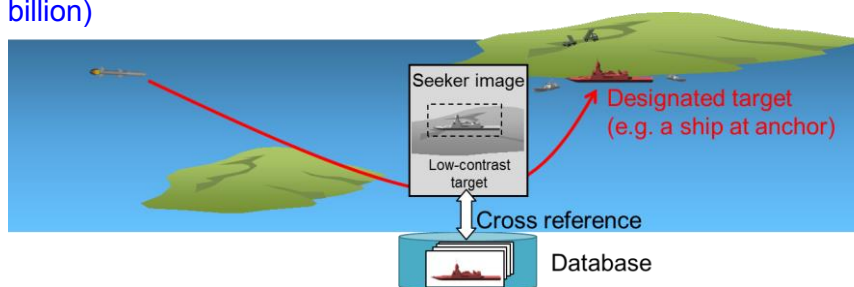 billion)
Seeker image
Low-contrast
target
Designated target
(e.g. a ship at anchor)
Cross reference
Database